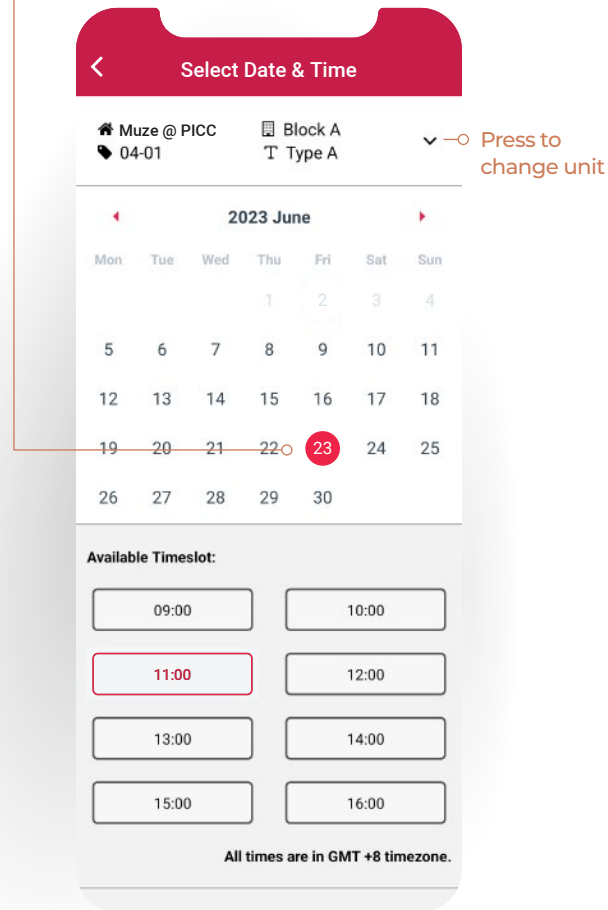 Select Date & Time
Muze @ PICC Block A
04-01 T Type A
Press to
change unit
2023 June
Mon Tue Wed Thu Fri Sat Sun
1 2 3 4
5 6 7 8 9 10 11
12 13 14 15 16 17 18
19 20 21 22 23 24 25
26 27 28 29 30
Available Timeslot:
09:00 10:00
11:00 12:00
13:00 14:00
15:00 16:00
All times are in GMT +8 timezone.